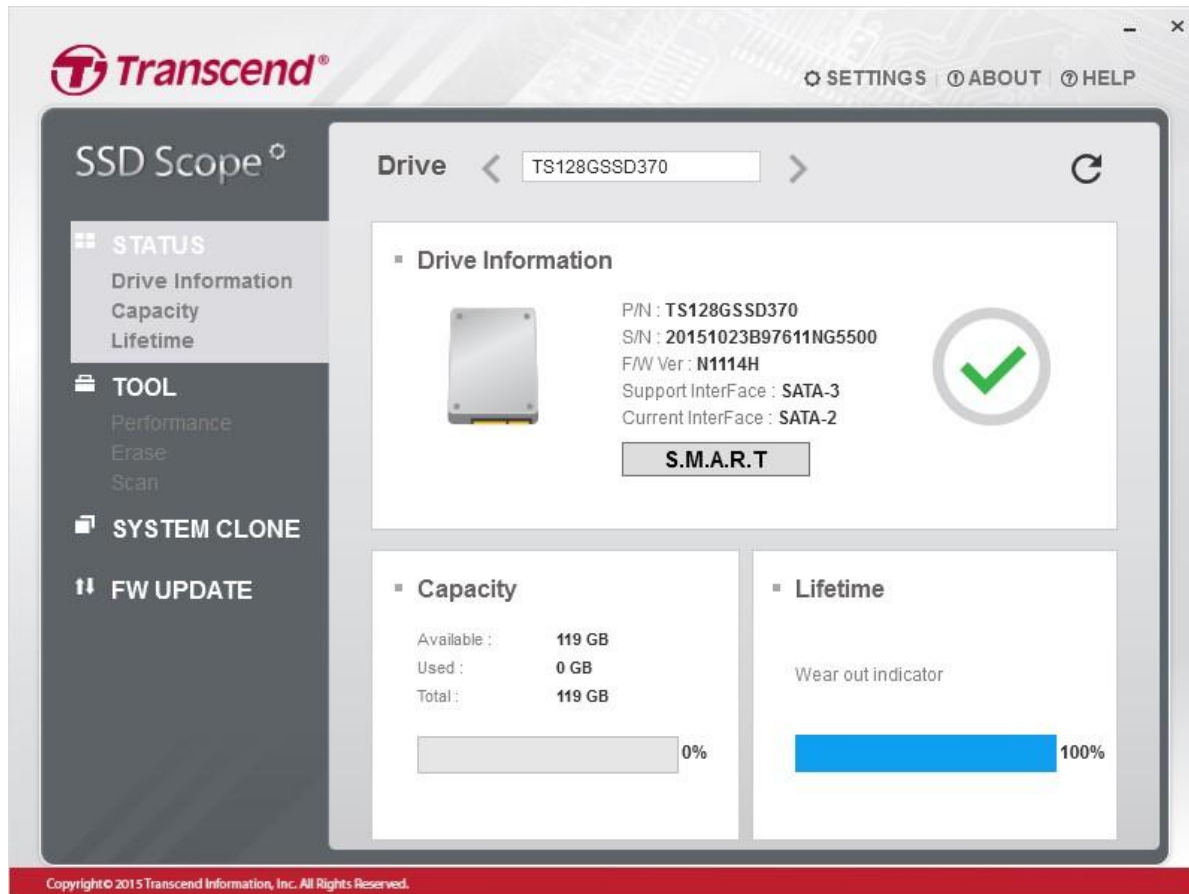 Transcend®
SETTINGS ABOUT HELP
SSD Scope
Drive TS128GSSD370
STATUS
Drive Information
Capacity
Lifetime
TOOL
Performance
Erase
Scan
SYSTEM CLONE
FW UPDATE
Drive Information
P/N : TS128GSSD370
S/N : 20151023B97611NG5500
F/W Ver : N1114H
Support InterFace : SATA-3
Current InterFace : SATA-2
S.M.A.R.T
Capacity
Available : 119 GB
Used : 0 GB
Total : 119 GB
0%
Lifetime
Wear out indicator
100%
Copyright© 2015 Transcend Information, Inc. All Rights Reserved.